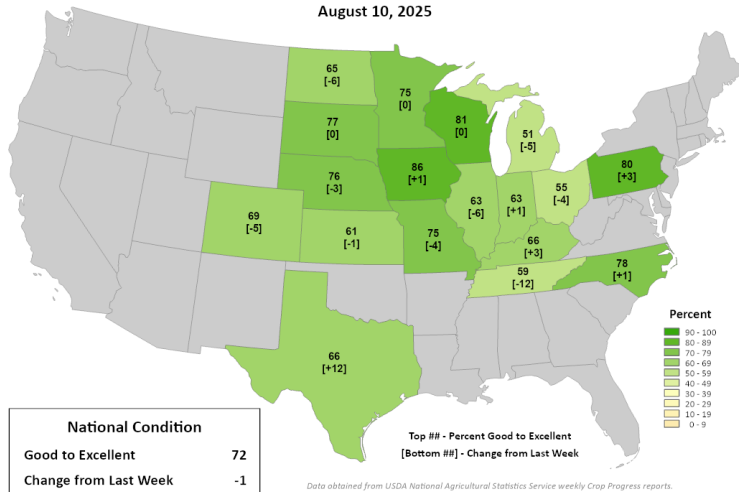 August 10, 2025
65
[-6]
75
[0]
81
[0]
51
[-5]
77
[0]
76
[-3]
86
[+1]
80
[+3]
63
[-6]
63
[+1]
55
[-4]
69
[-5]
61
[-1]
75
[-4]
66
[+3]
59
[-12]
78
[+1]
66
[+12]
Percent
90 - 100
80 - 89
70 - 79
60 - 69
50 - 59
40 - 49
30 - 39
20 - 29
10 - 19
0 - 9
National Condition
Good to Excellent 72
Change from Last Week -1
Top ## - Percent Good to Excellent
[Bottom ##] - Change from Last Week
Data obtained from USDA National Agricultural Statistics Service weekly Crop Progress reports.